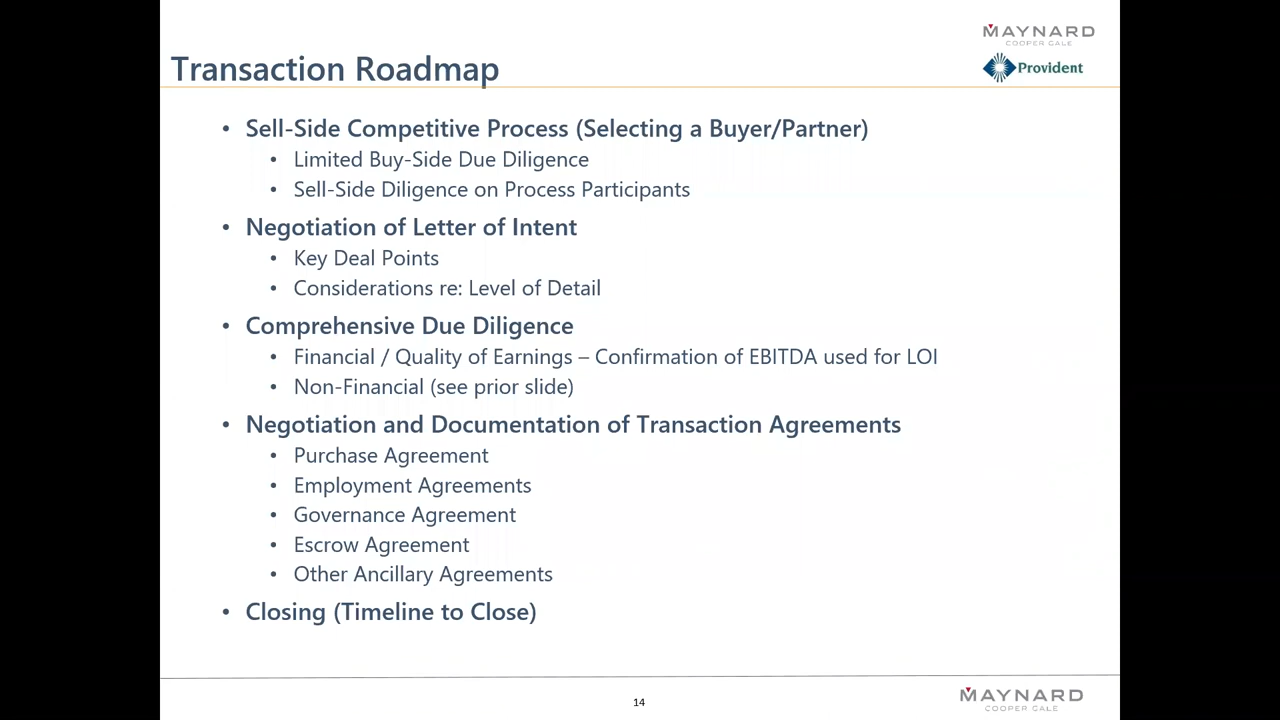 MAYNARD
COOPER GALE
Provident
Transaction Roadmap
• Sell-Side Competitive Process (Selecting a Buyer/Partner)
• Limited Buy-Side Due Diligence
• Sell-Side Diligence on Process Participants
• Negotiation of Letter of Intent
• Key Deal Points
• Considerations re: Level of Detail
• Comprehensive Due Diligence
• Financial / Quality of Earnings – Confirmation of EBITDA used for LOI
• Non-Financial (see prior slide)
• Negotiation and Documentation of Transaction Agreements
• Purchase Agreement
• Employment Agreements
• Governance Agreement
• Escrow Agreement
• Other Ancillary Agreements
• Closing (Timeline to Close)
14
MAYNARD
COOPER GALE